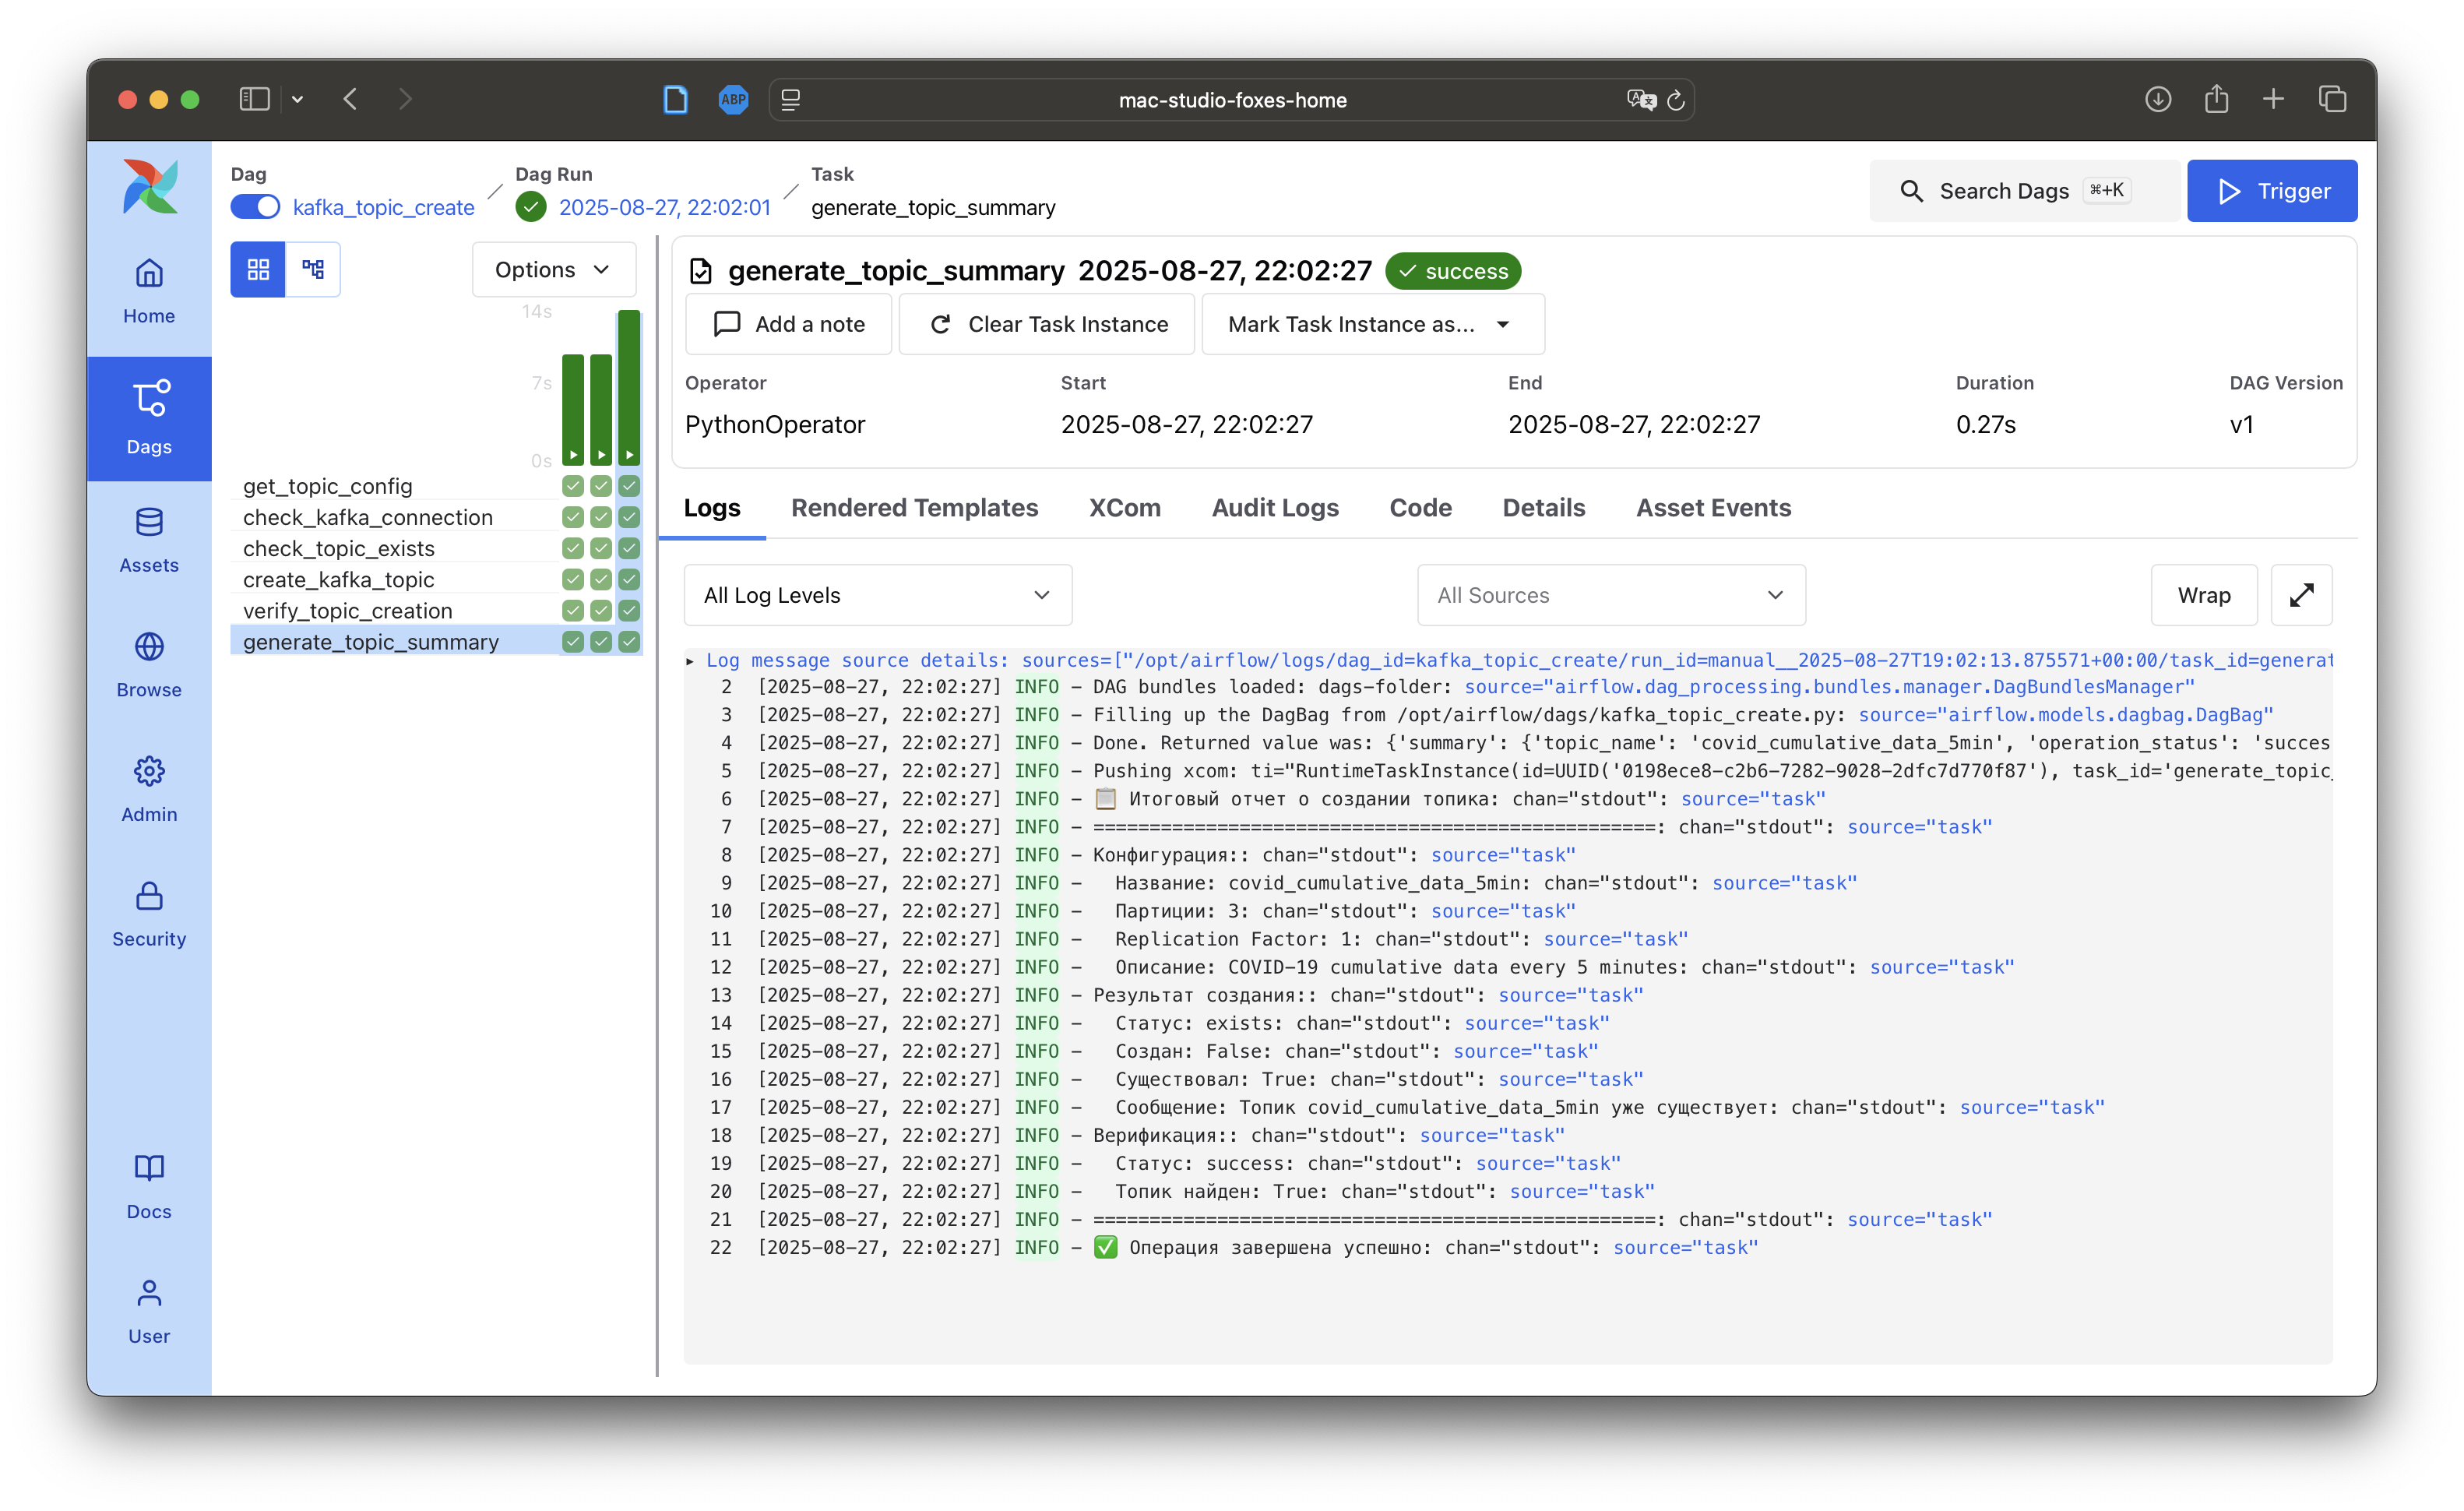 ABP
mac-studio-foxes-home
Dag
kafka_topic_create
Dag Run
2025-08-27, 22:02:01
Task
generate_topic_summary
Search Dags
⌘+K
Trigger
Home
Dags
Assets
Browse
Admin
Security
Docs
User
Options
14s
7s
0s
get_topic_config
check_kafka_connection
check_topic_exists
create_kafka_topic
verify_topic_creation
generate_topic_summary
generate_topic_summary 2025-08-27, 22:02:27 success
Add a note
Clear Task Instance
Mark Task Instance as...
Operator Start End Duration DAG Version
PythonOperator 2025-08-27, 22:02:27 2025-08-27, 22:02:27 0.27s v1
Logs Rendered Templates XCom Audit Logs Code Details Asset Events
All Log Levels
All Sources
Wrap
Log message source details: sources=["/opt/airflow/logs/dag_id=kafka_topic_create/run_id=manual__2025-08-27T19:02:13.875571+00:00/task_id=generat
2 [2025-08-27, 22:02:27] INFO - DAG bundles loaded: dags-folder: source="airflow.dag_processing.bundles.manager.DagBundlesManager"
3 [2025-08-27, 22:02:27] INFO - Filling up the DagBag from /opt/airflow/dags/kafka_topic_create.py: source="airflow.models.dagbag.DagBag"
4 [2025-08-27, 22:02:27] INFO - Done. Returned value was: {'summary': {'topic_name': 'covid_cumulative_data_5min', 'operation_status': 'succes
5 [2025-08-27, 22:02:27] INFO - Pushing xcom: ti="RuntimeTaskInstance(id=UUID('0198ece8-c2b6-7282-9028-2dfc7d770f87'), task_id='generate_topic_
6 [2025-08-27, 22:02:27] INFO - 📋 Итоговый отчет о создании топика: chan="stdout": source="task"
7 [2025-08-27, 22:02:27] INFO - ==================================================: chan="stdout": source="task"
8 [2025-08-27, 22:02:27] INFO - Конфигурация:: chan="stdout": source="task"
9 [2025-08-27, 22:02:27] INFO -   Название: covid_cumulative_data_5min: chan="stdout": source="task"
10 [2025-08-27, 22:02:27] INFO -   Партиции: 3: chan="stdout": source="task"
11 [2025-08-27, 22:02:27] INFO -   Replication Factor: 1: chan="stdout": source="task"
12 [2025-08-27, 22:02:27] INFO -   Описание: COVID-19 cumulative data every 5 minutes: chan="stdout": source="task"
13 [2025-08-27, 22:02:27] INFO - Результат создания:: chan="stdout": source="task"
14 [2025-08-27, 22:02:27] INFO -   Статус: exists: chan="stdout": source="task"
15 [2025-08-27, 22:02:27] INFO -   Создан: False: chan="stdout": source="task"
16 [2025-08-27, 22:02:27] INFO -   Существовал: True: chan="stdout": source="task"
17 [2025-08-27, 22:02:27] INFO -   Сообщение: Топик covid_cumulative_data_5min уже существует: chan="stdout": source="task"
18 [2025-08-27, 22:02:27] INFO - Верификация:: chan="stdout": source="task"
19 [2025-08-27, 22:02:27] INFO -   Статус: success: chan="stdout": source="task"
20 [2025-08-27, 22:02:27] INFO -   Топик найден: True: chan="stdout": source="task"
21 [2025-08-27, 22:02:27] INFO - ==================================================: chan="stdout": source="task"
22 [2025-08-27, 22:02:27] INFO - ✅ Операция завершена успешно: chan="stdout": source="task"